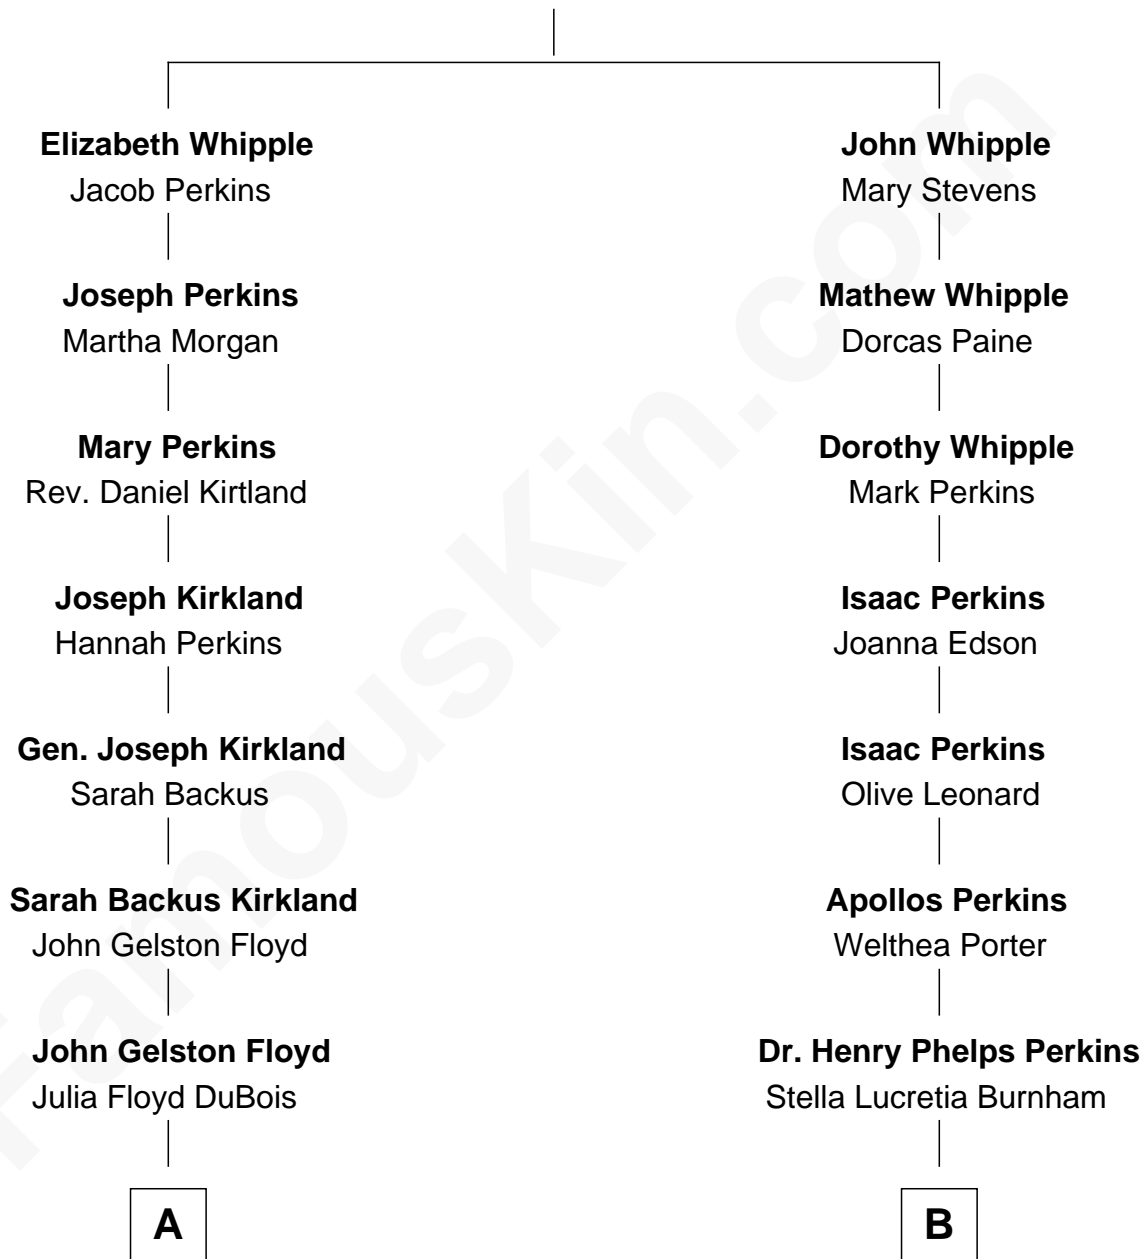 Elizabeth Whipple
Jacob Perkins
Joseph Perkins
Martha Morgan
Mary Perkins
Rev. Daniel Kirtland
Joseph Kirkland
Hannah Perkins
Gen. Joseph Kirkland
Sarah Backus
Sarah Backus Kirkland
John Gelston Floyd
John Gelston Floyd
Julia Floyd DuBois
A
John Whipple
Mary Stevens
Mathew Whipple
Dorcas Paine
Dorothy Whipple
Mark Perkins
Isaac Perkins
Joanna Edson
Isaac Perkins
Olive Leonard
Apollos Perkins
Welthea Porter
Dr. Henry Phelps Perkins
Stella Lucretia Burnham
B
FamousKin.com